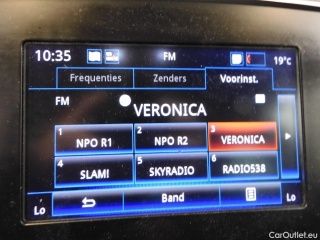 10:35 FM 19°c
Frequenties Zenders Voorinst.
FM
VERONICA
1 NPO R1 2 NPO R2 3 VERONICA
4 SLAM! 5 SKYRADIO 6 RADIO538
Lo Band Lo
CarOutlet.eu